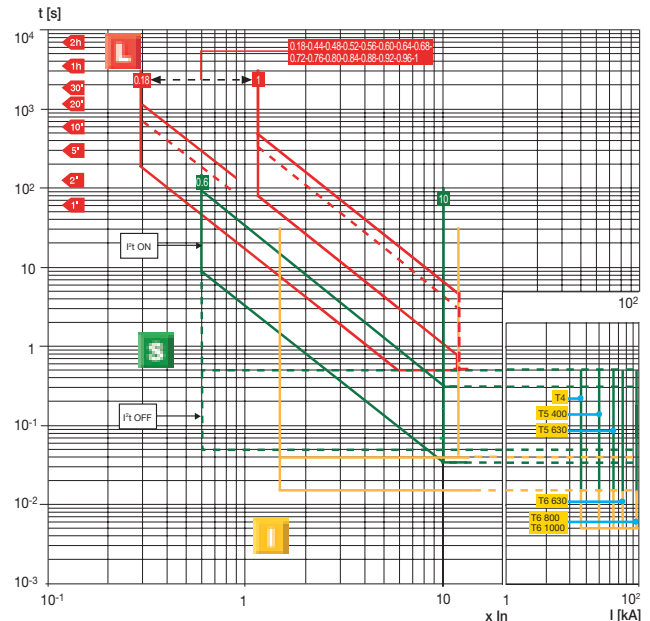 t [s]
10⁴
2h
L
0.18-0.44-0.48-0.52-0.56-0.60-0.64-0.68-
0.72-0.76-0.80-0.84-0.88-0.92-0.96-1
1h
0.18
1
30'
20'
10³
10'
5'
10²
2'
0.6
10
1'
I²t ON
10
10²
1
S
T4
T5 400
10⁻¹
I²t OFF
T5 630
10⁻²
T6 630
T6 800
T6 1000
I
10⁻³
10⁻¹
1
10
1
10²
x In
I [kA]